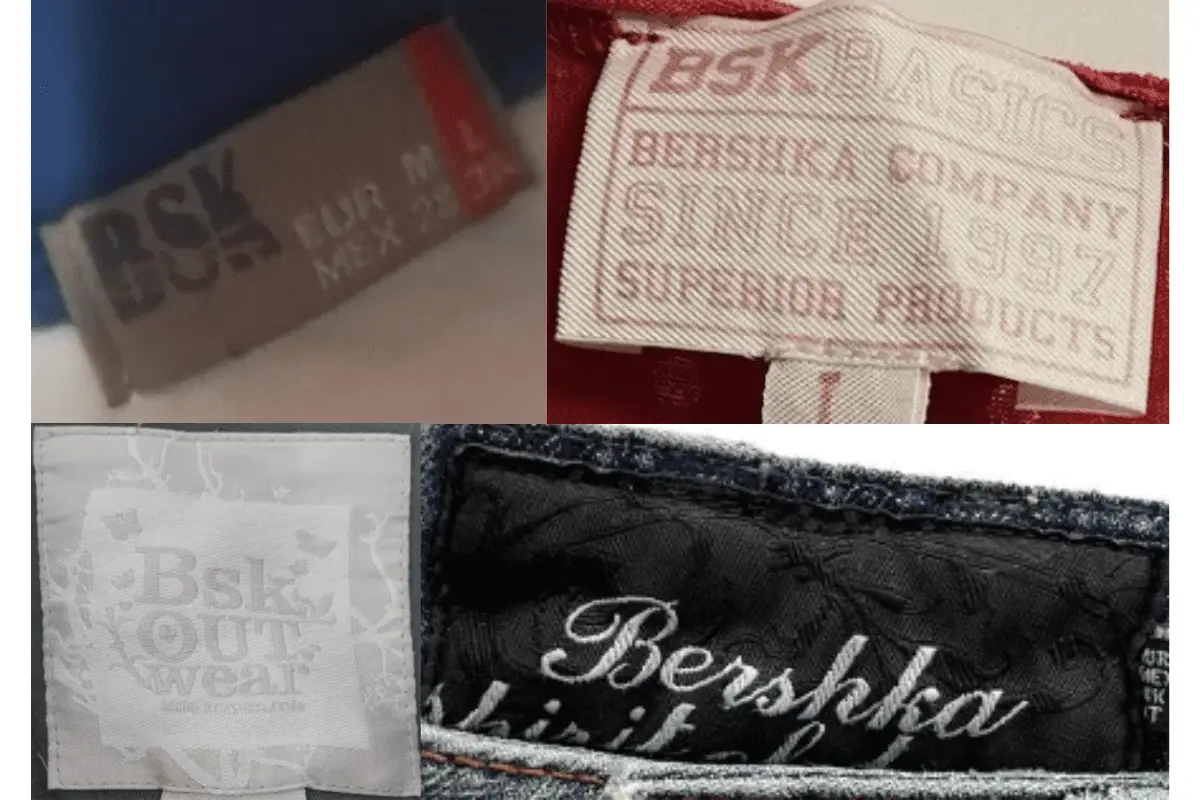 BSK
EUR M
MEX 28
L
BSK BASICS
BERSHKA COMPANY
SINCE 1997
SUPERIOR PRODUCTS
Bsk
OUT
wear
Bershka